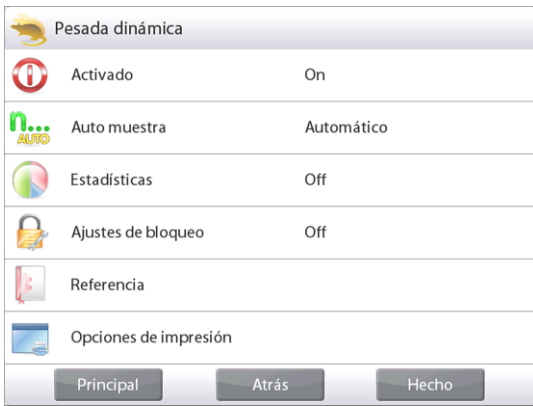 Pesada dinámica
Activado On
n... AUTO Auto muestra Automático
Estadísticas Off
Ajustes de bloqueo Off
Referencia
Opciones de impresión
Principal Atrás Hecho